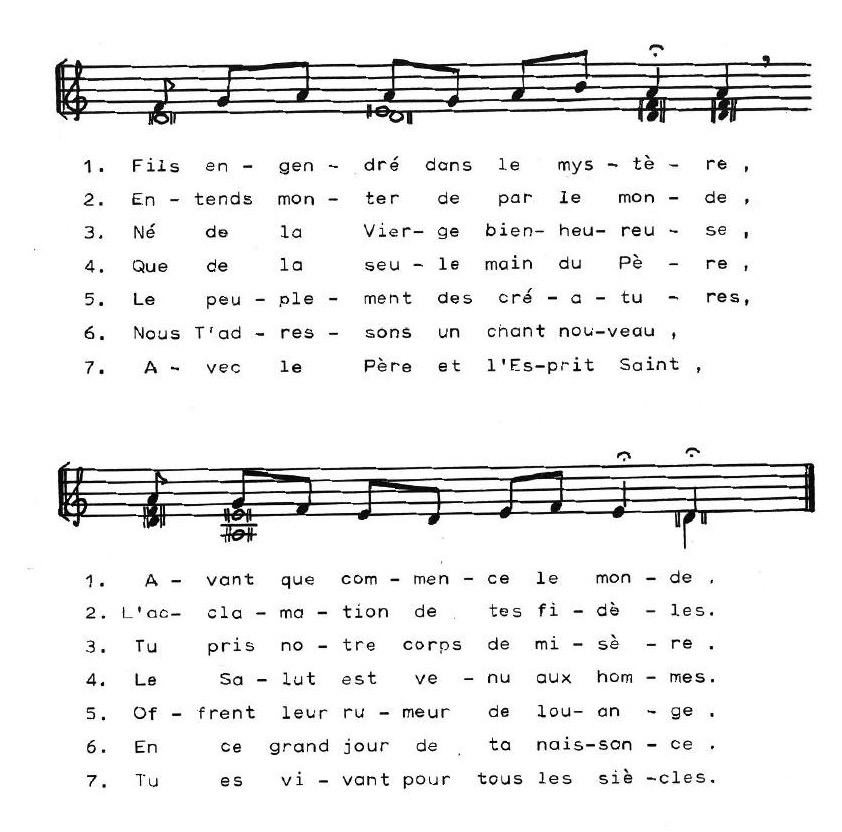 1. Fils en - gen - dré dans le mys - tè - re ,
2. En - tends mon - ter de par le mon - de ,
3. Né de la Vier- ge bien- heu- reu - se ,
4. Que de la seu - le main du Pè - re ,
5. Le peu - ple - ment des cré - a - tu - res,
6. Nous T'ad - res - sons un chant nou-veau ,
7. A - vec le Père et l'Es-prit Saint ,
1. A - vant que com - men - ce le mon - de .
2. L'ac- cla - ma - tion de tes fi - dè - les.
3. Tu pris no - tre corps de mi - sè - re .
4. Le Sa - lut est ve - nu aux hom - mes.
5. Of - frent leur ru - meur de lou- an - ge .
6. En ce grand jour de ta nais-san - ce .
7. Tu es vi - vant pour tous les siè -cles.